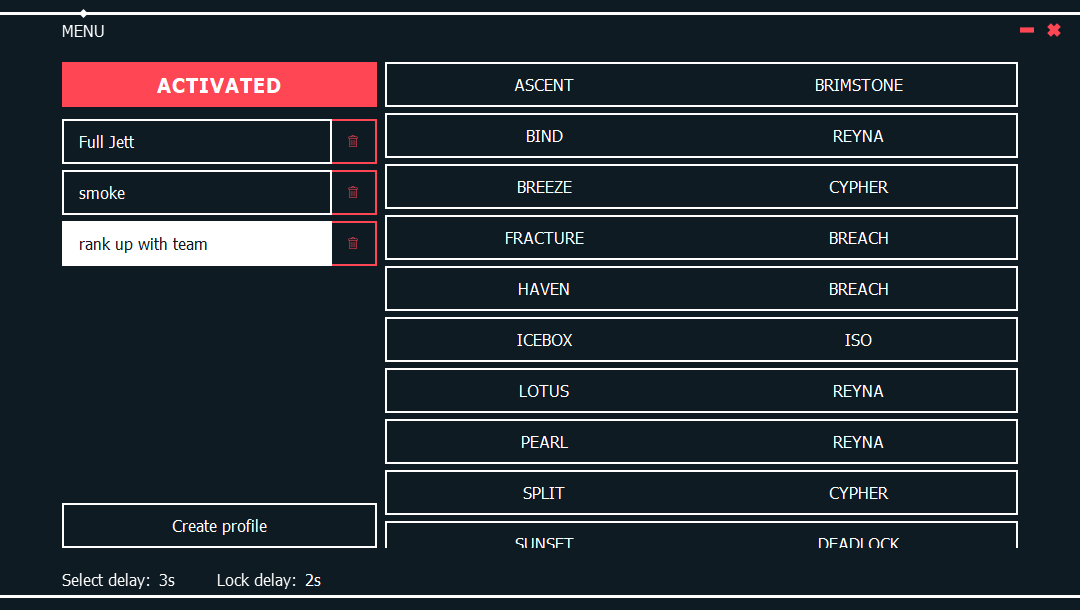 MENU
ACTIVATED
Full Jett
smoke
rank up with team
Create profile
ASCENT BRIMSTONE
BIND REYNA
BREEZE CYPHER
FRACTURE BREACH
HAVEN BREACH
ICEBOX ISO
LOTUS REYNA
PEARL REYNA
SPLIT CYPHER
SUNSET DEADLOCK
Select delay: 3s Lock delay: 2s